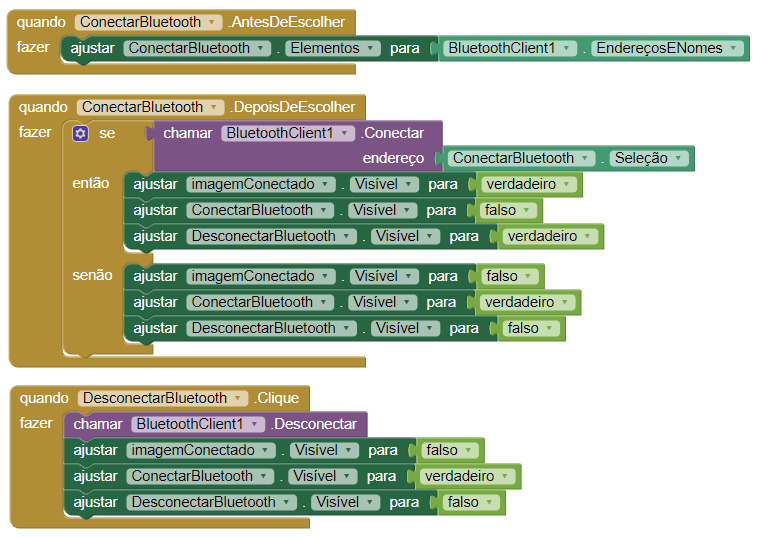 quando ConectarBluetooth .AntesDeEscolher
fazer ajustar ConectarBluetooth . Elementos para BluetoothClient1 . EndereçosENomes
quando ConectarBluetooth .DepoisDeEscolher
fazer se chamar BluetoothClient1 .Conectar
endereço ConectarBluetooth . Seleção
então ajustar imagemConectado . Visível para verdadeiro
ajustar ConectarBluetooth . Visível para falso
ajustar DesconectarBluetooth . Visível para verdadeiro
senão ajustar imagemConectado . Visível para falso
ajustar ConectarBluetooth . Visível para verdadeiro
ajustar DesconectarBluetooth . Visível para falso
quando DesconectarBluetooth .Clique
fazer chamar BluetoothClient1 .Desconectar
ajustar imagemConectado . Visível para falso
ajustar ConectarBluetooth . Visível para verdadeiro
ajustar DesconectarBluetooth . Visível para falso